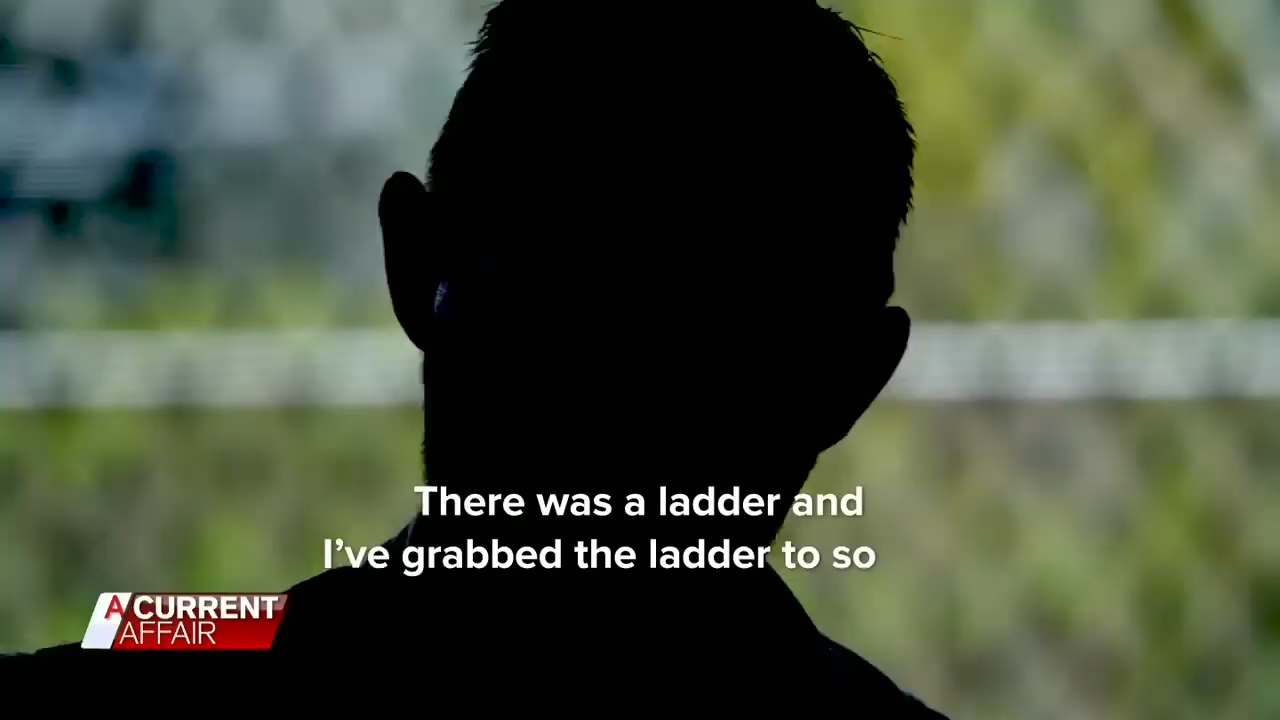 There was a ladder and
I've grabbed the ladder to so
A CURRENT
AFFAIR